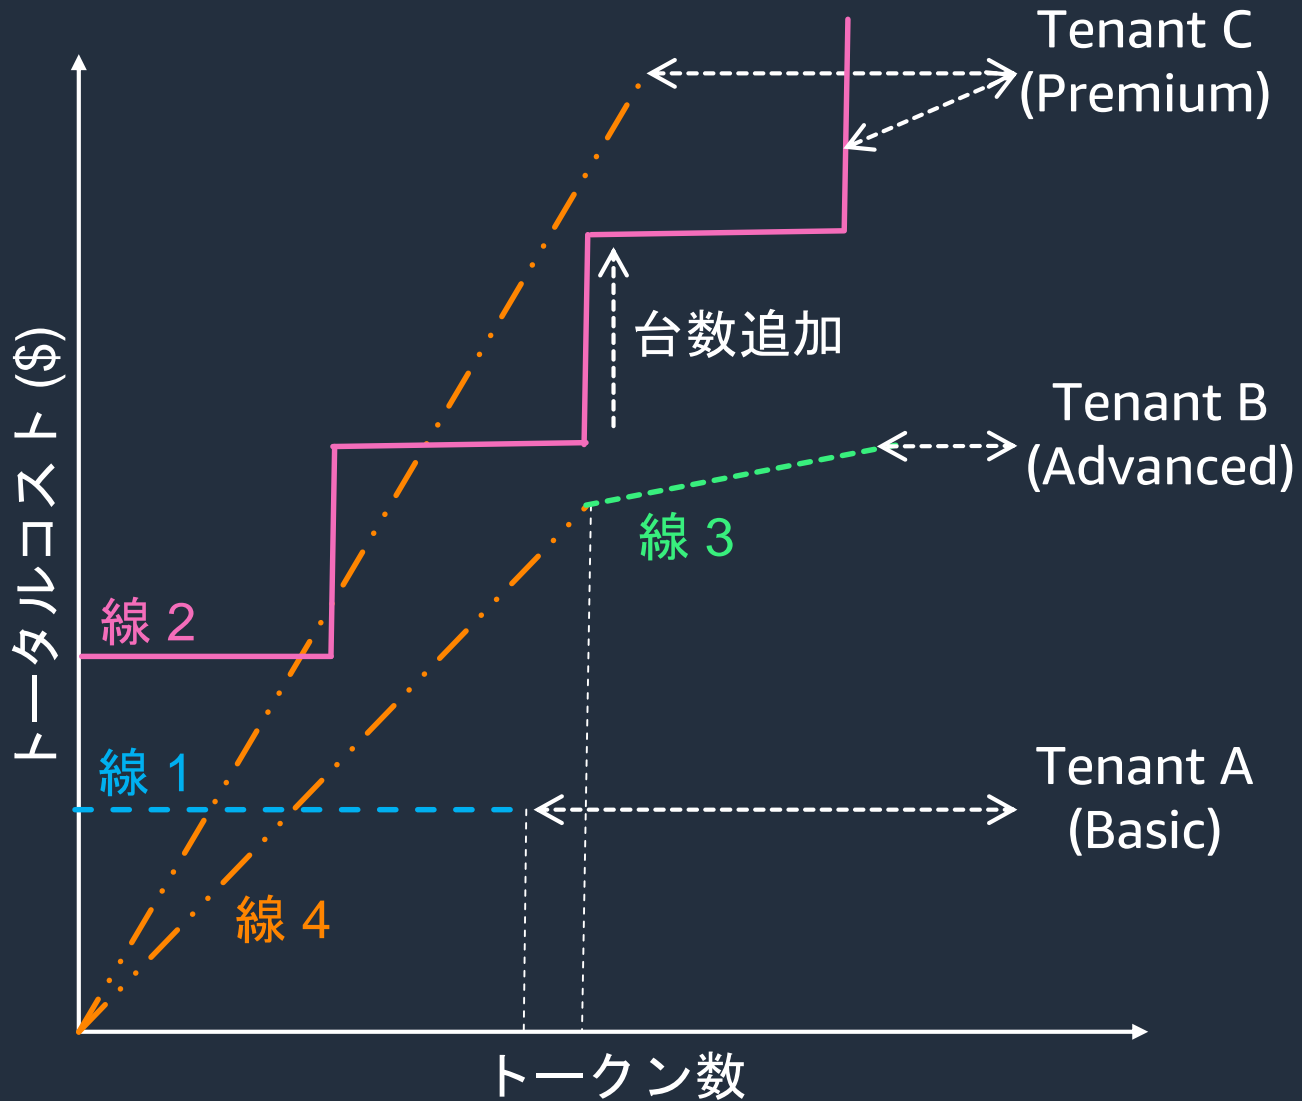 Tenant C
(Premium)
台数追加
トータルコスト ($)
Tenant B
(Advanced)
線 3
線 2
線 1
Tenant A
(Basic)
線 4
トークン数